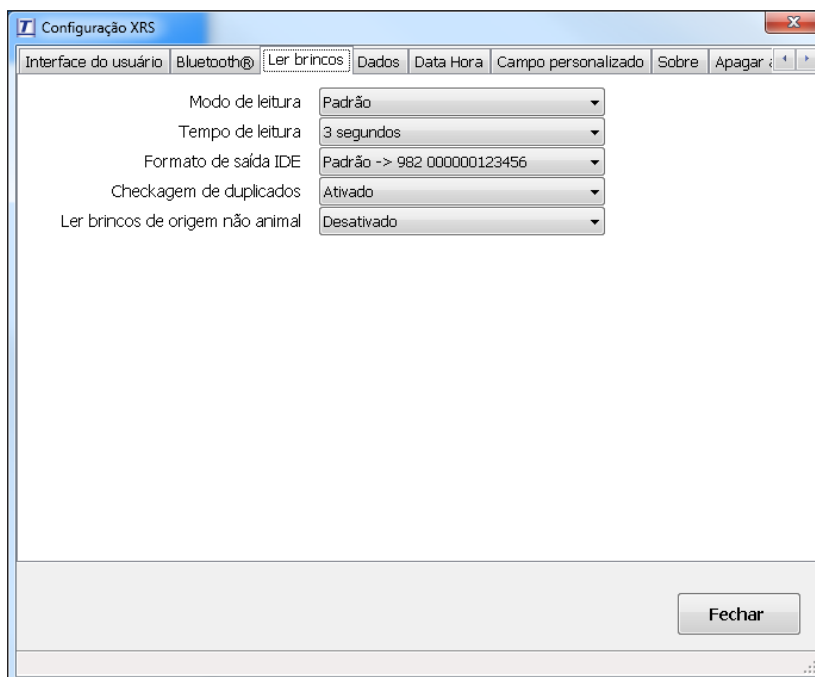 Configuração XRS
Interface do usuário Bluetooth® Ler brincos Dados Data Hora Campo personalizado Sobre Apagar
Modo de leitura Padrão
Tempo de leitura 3 segundos
Formato de saída IDE Padrão -> 982 000000123456
Checkagem de duplicados Ativado
Ler brincos de origem não animal Desativado
Fechar